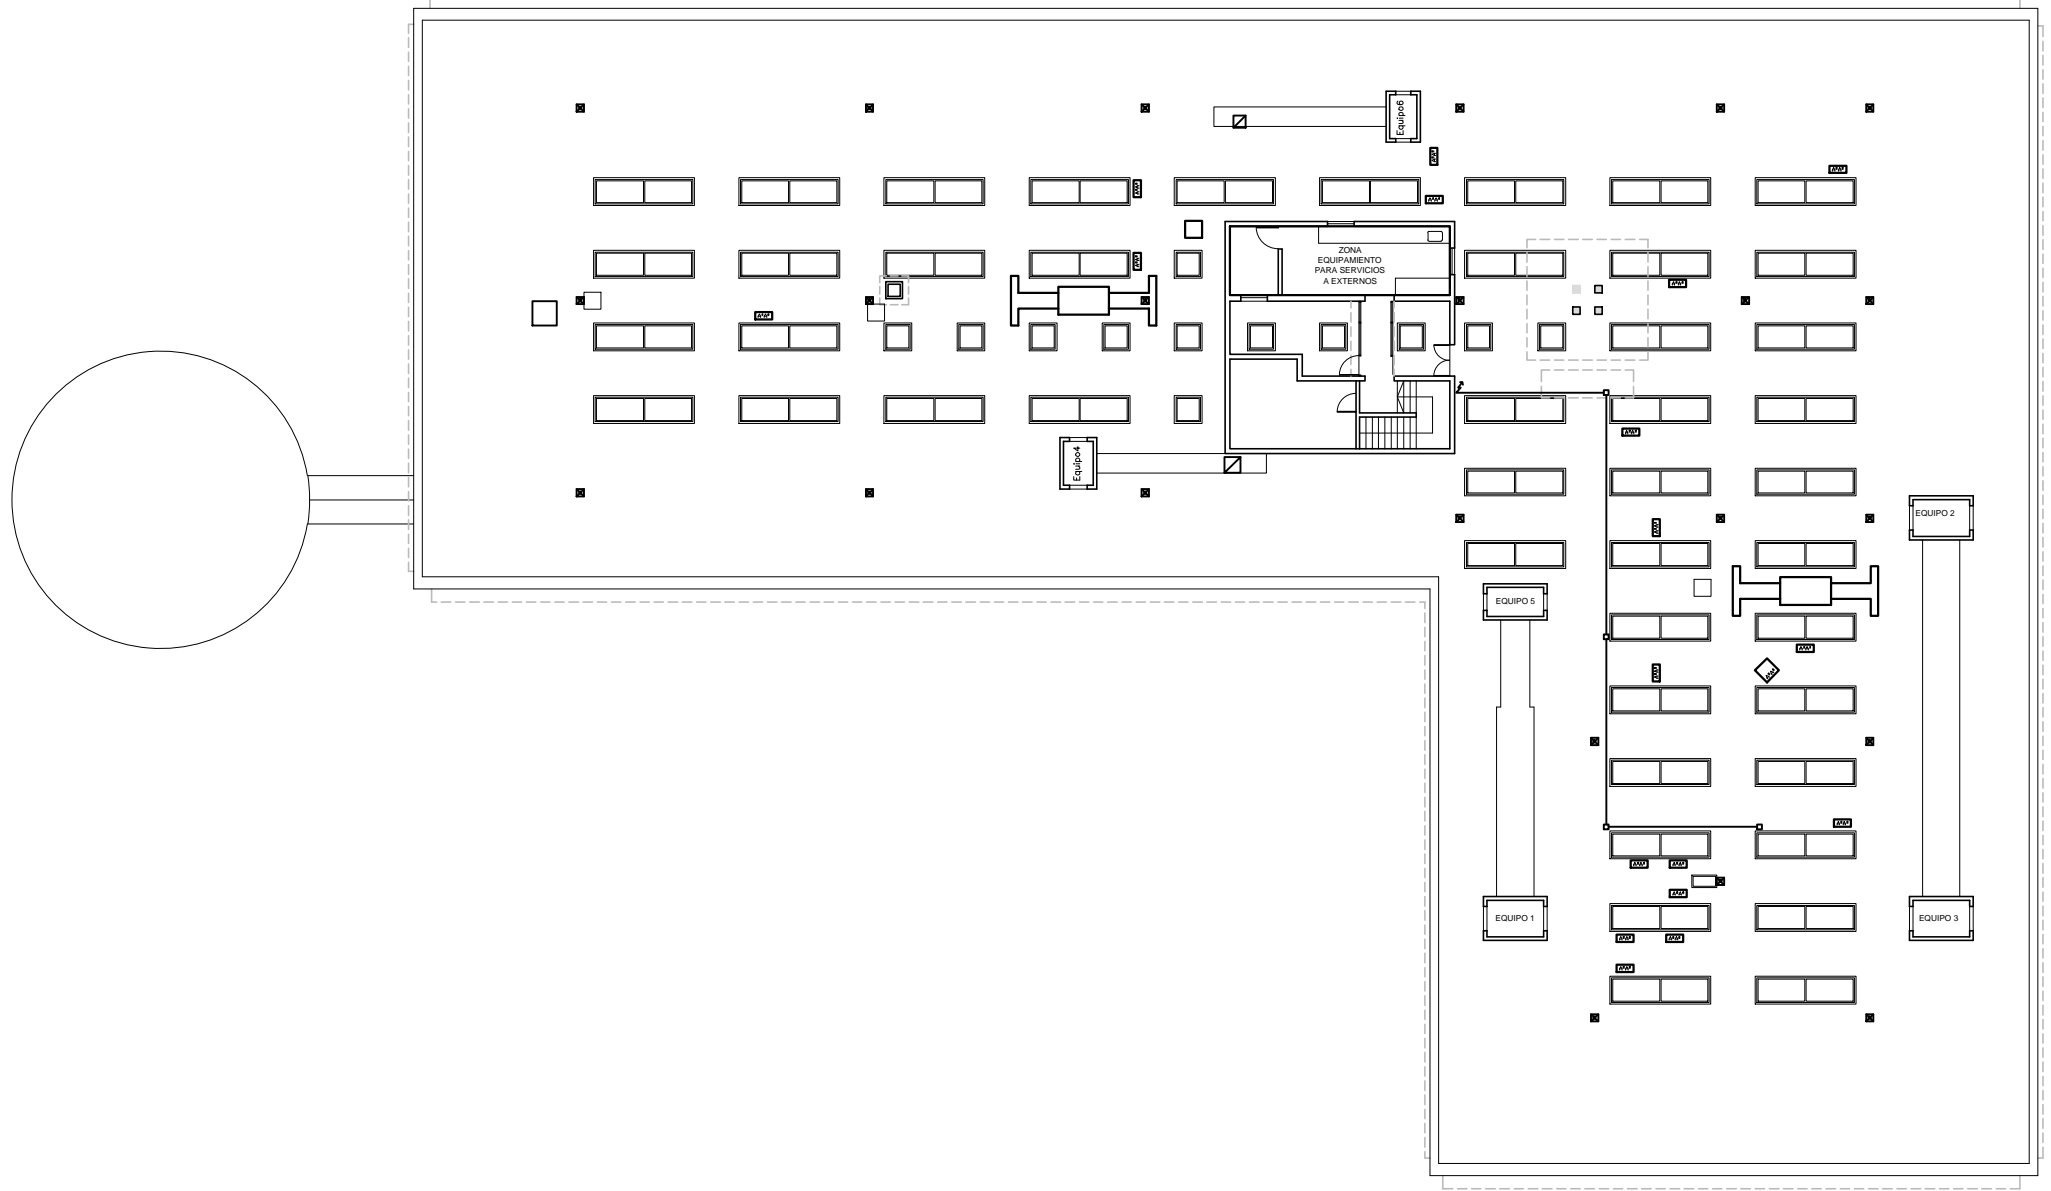 Equipo6
ZONA
EQUIPAMIENTO
PARA SERVICIOS
A EXTERNOS
Equipo4
EQUIPO 2
EQUIPO 5
EQUIPO 1
EQUIPO 3